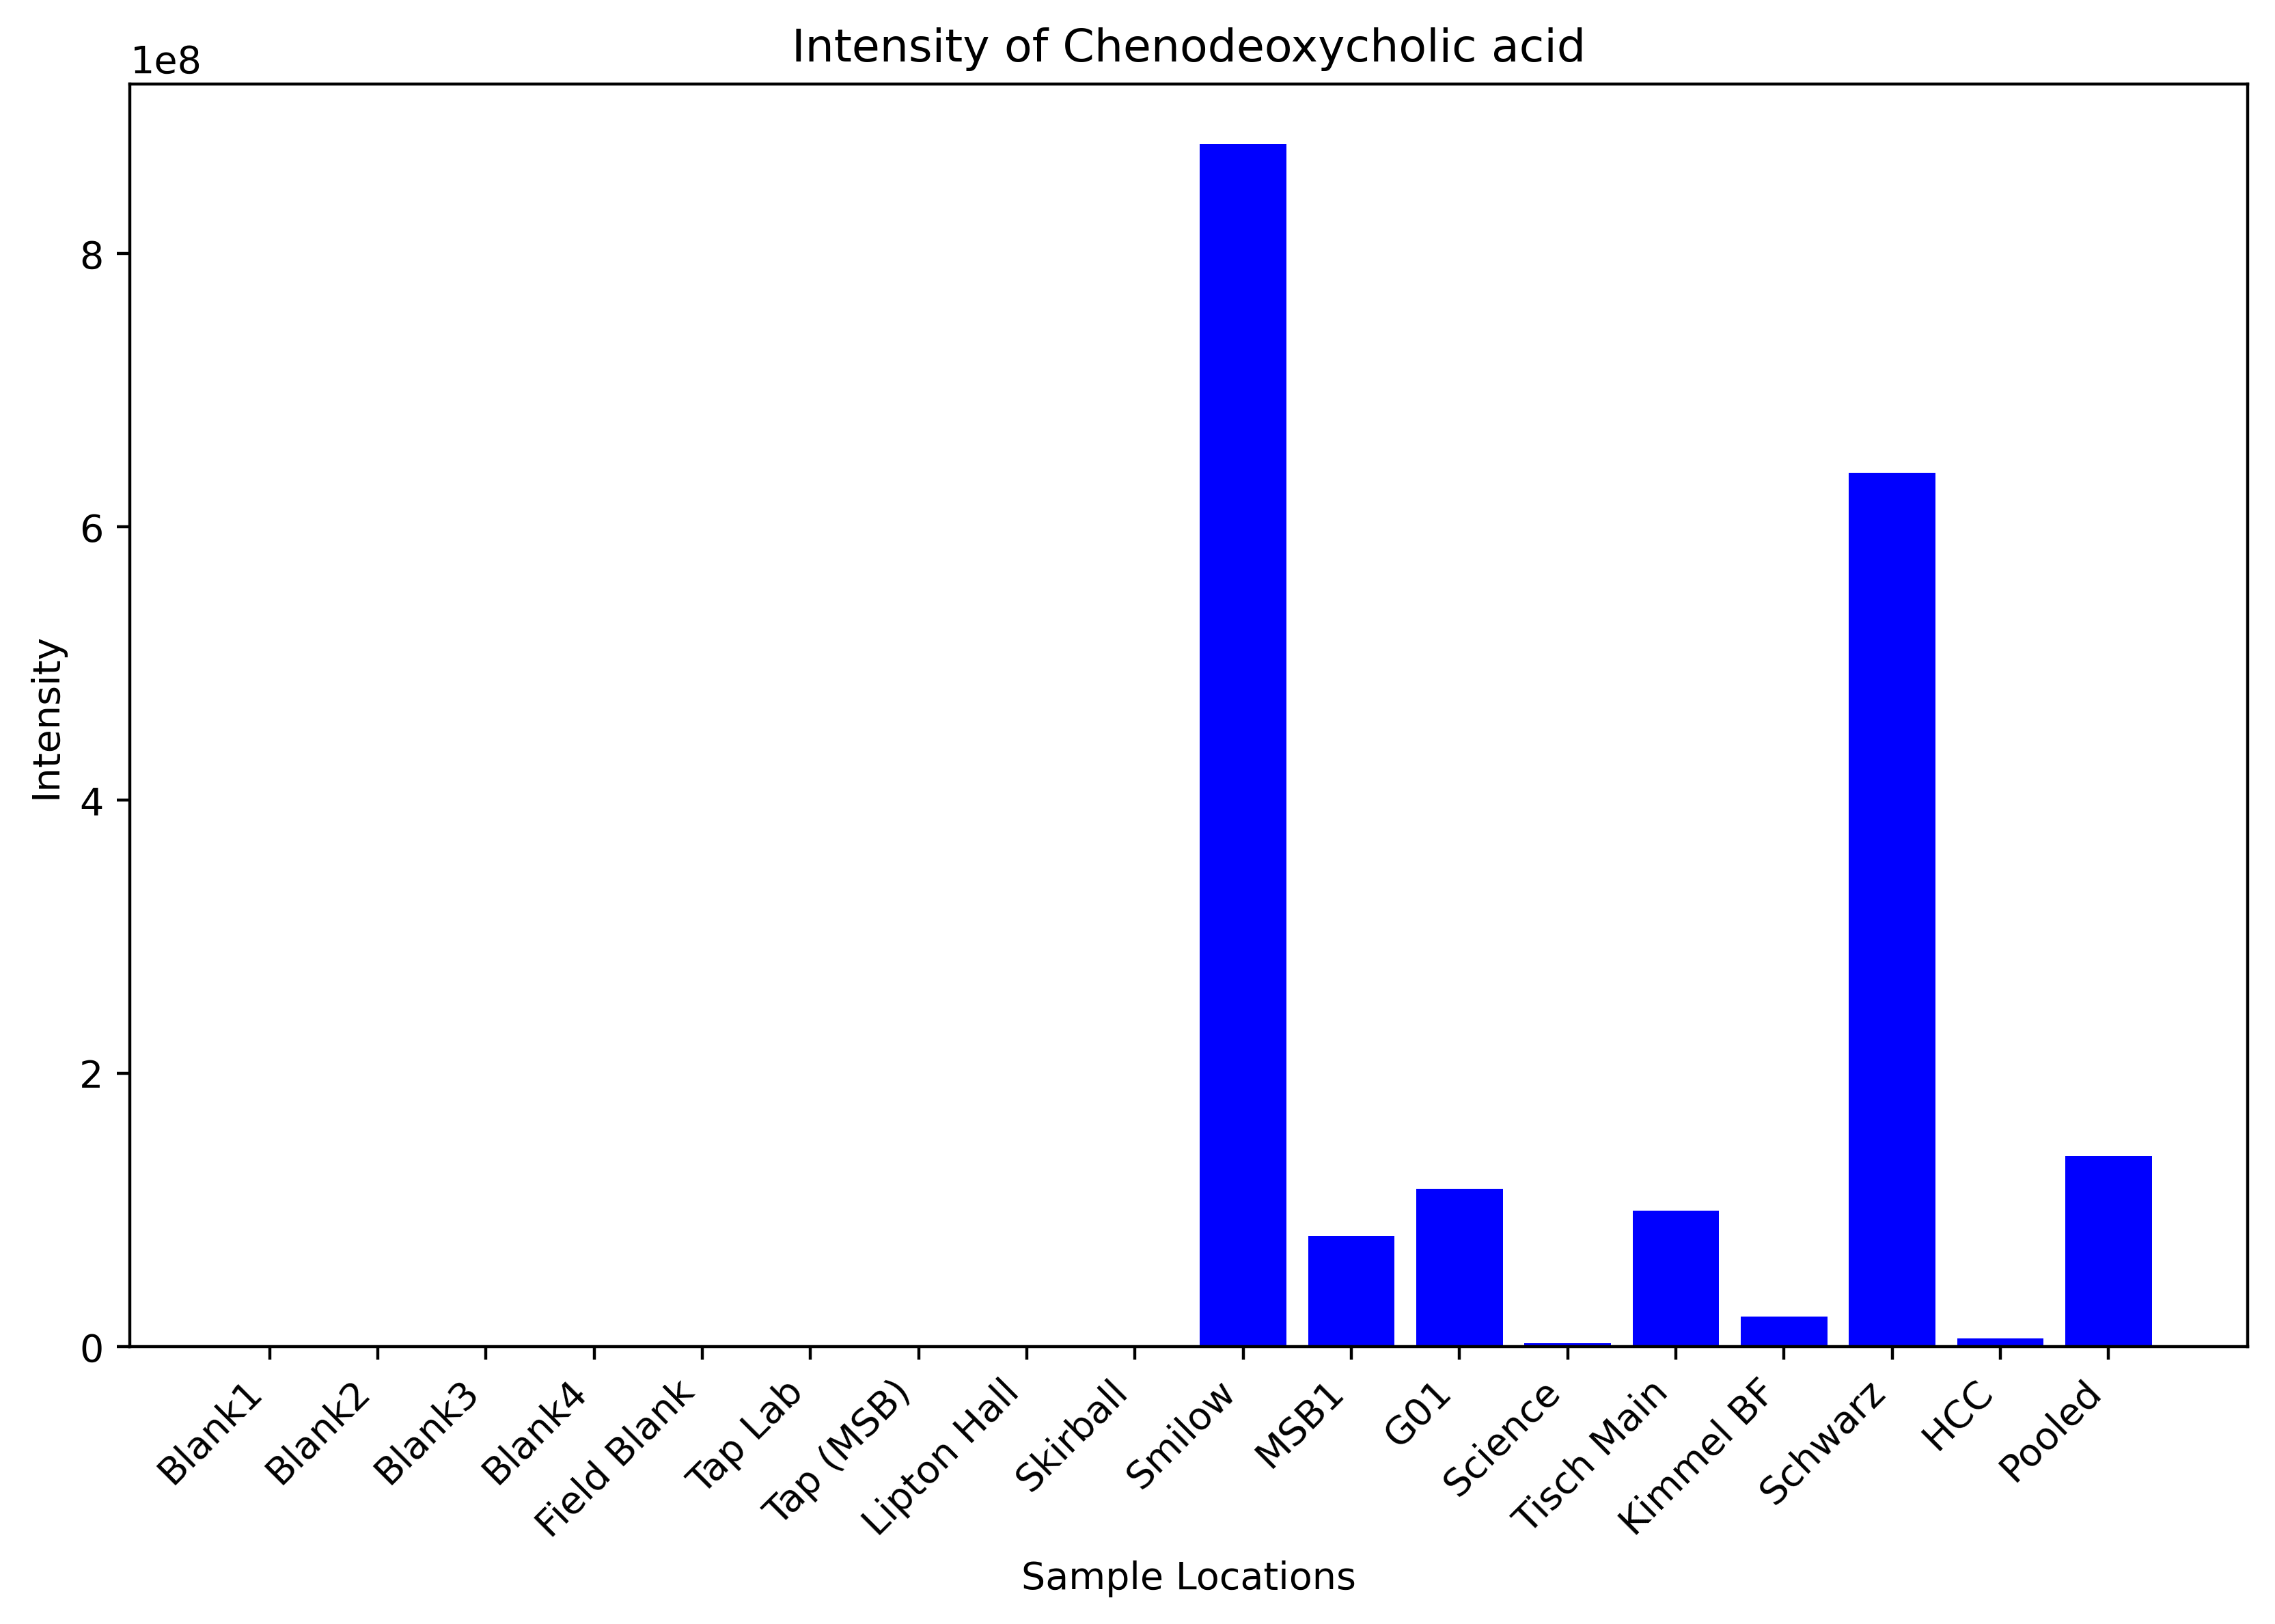 Intensity of Chenodeoxycholic acid
1e8
8
6
4
2
0
Intensity
Blank1
Blank2
Blank3
Blank4
Field Blank
Tap Lab
Tap (MSB)
Lipton Hall
Skirball
Smilow
MSB1
G01
Science
Tisch Main
Kimmel BF
Schwarz
HCC
Pooled
Sample Locations